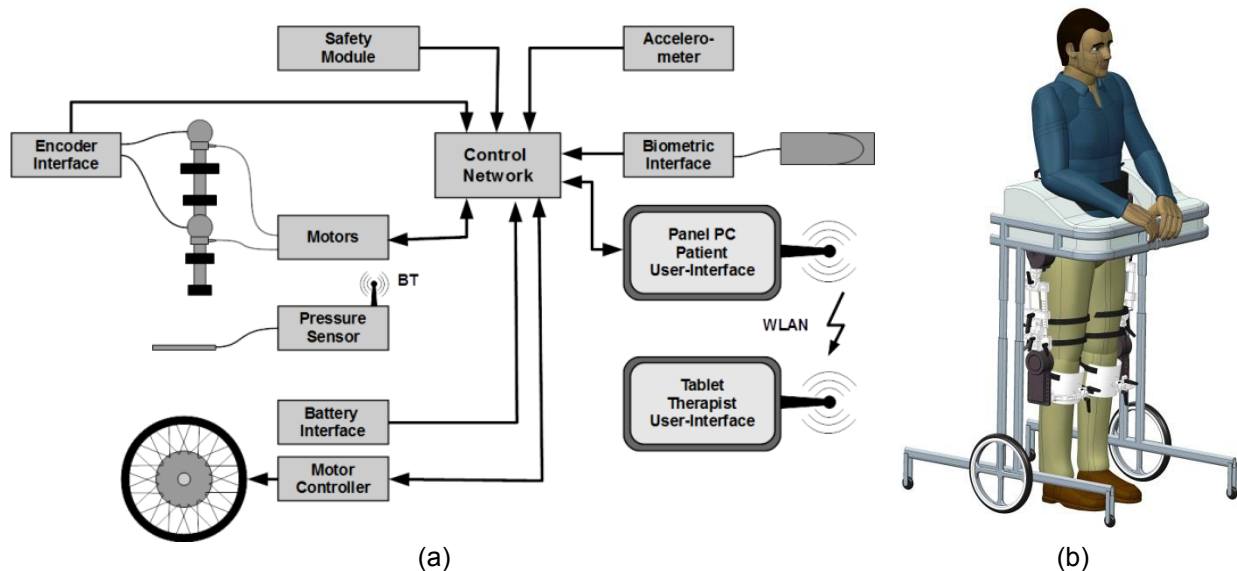 Safety
Module
Accelero-
meter
Encoder
Interface
Control
Network
Biometric
Interface
Motors
Panel PC
Patient
User-Interface
BT
Pressure
Sensor
WLAN
Tablet
Therapist
User-Interface
Battery
Interface
Motor
Controller
(a)
(b)